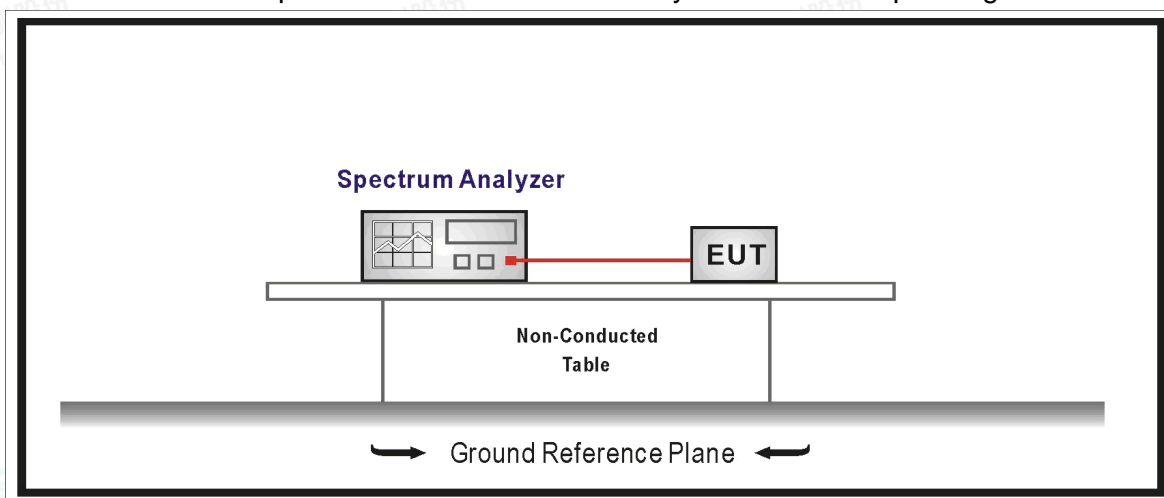 Spectrum Analyzer
EUT
Non-Conducted
Table
Ground Reference Plane